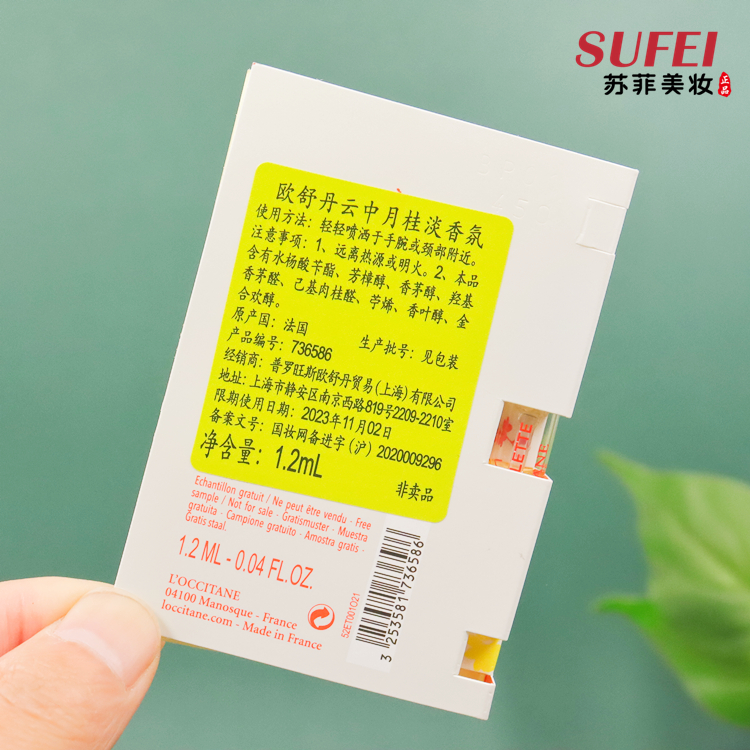 SUFEI
苏菲美妆
正品
欧舒丹云中月桂淡香氛
使用方法：轻轻喷洒于手腕或颈部附近。
注意事项：1、远离热源或明火。2、本品
含有水杨酸苄酯、芳樟醇、香茅醇、羟基
香茅醛、己基肉桂醛、苧烯、香叶醇、金
合欢醇。
原产国：法国 生产批号：见包装
产品编号：736586
经销商：普罗旺斯欧舒丹贸易(上海)有限公司
地址：上海市静安区南京西路819号2209-2210室
限期使用日期：2023年11月02日
备案文号：国妆网备进字（沪）2020009296
净含量：1.2mL 非卖品
Echantillon gratuit / Ne peut être vendu - Free
sample / Not for sale - Gratismuster - Muestra
gratuita - Campione gratuito - Amostra gratis -
Gratis staal.
1.2 ML - 0.04 FL.OZ.
L'OCCITANE
04100 Manosque - France
loccitane.com - Made in France
52ET001O21
3 253581 736586
LETTE
NE